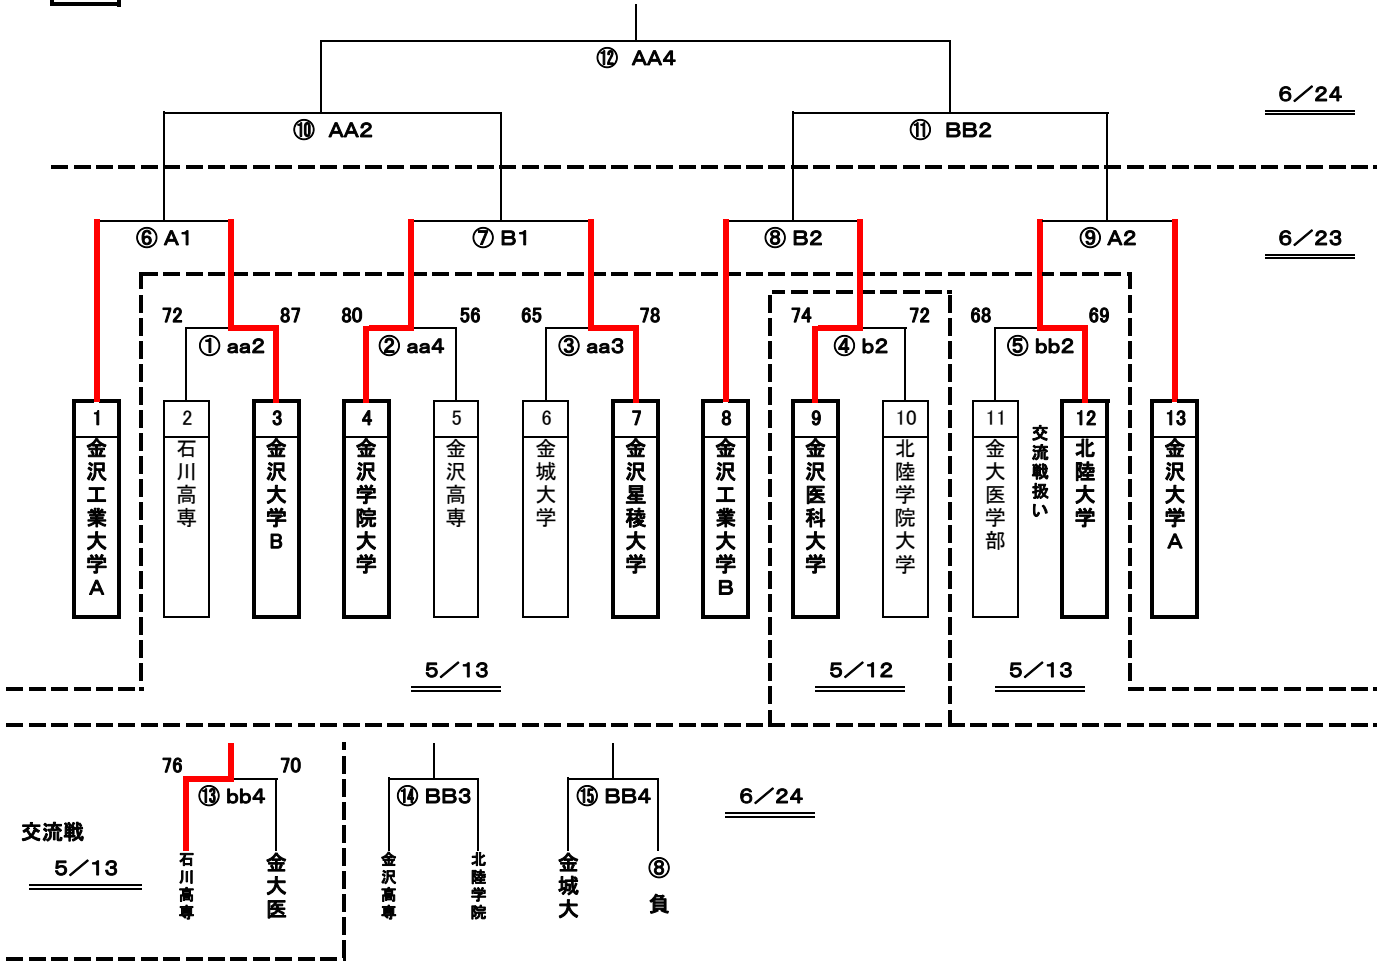 ⑫ AA4
6／24
⑩ AA2
⑪ BB2
⑥ A1
⑦ B1
⑧ B2
⑨ A2
6／23
72 87 80 56 65 78 74 72 68 69
① aa2
② aa4
③ aa3
④ b2
⑤ bb2
1 2 3 4 5 6 7 8 9 10 11 12 13
金沢工業大学A
石川高専
金沢大学B
金沢学院大学
金沢高専
金城大学
金沢星稜大学
金沢工業大学B
金沢医科大学
北陸学院大学
金大医学部
交流戦扱い
北陸大学
金沢大学A
5／13
5／12
5／13
76 70
⑬ bb4
⑭ BB3
⑮ BB4
6／24
交流戦
5／13
石川高専
金大医
金沢高専
北陸学院
金城大
⑧負